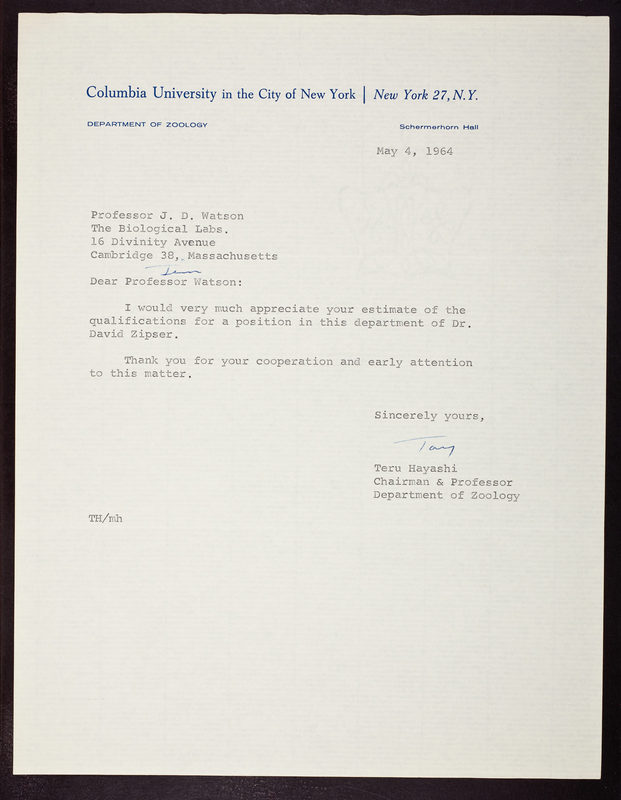 Columbia University in the City of New York | New York 27, N.Y.
DEPARTMENT OF ZOOLOGY Schermerhorn Hall
May 4, 1964
Professor J. D. Watson
The Biological Labs.
16 Divinity Avenue
Cambridge 38, Massachusetts
Jim
Dear Professor Watson:
I would very much appreciate your estimate of the
qualifications for a position in this department of Dr.
David Zipser.
Thank you for your cooperation and early attention
to this matter.
Sincerely yours,
Teru Hayashi
Chairman & Professor
Department of Zoology
TH/mh